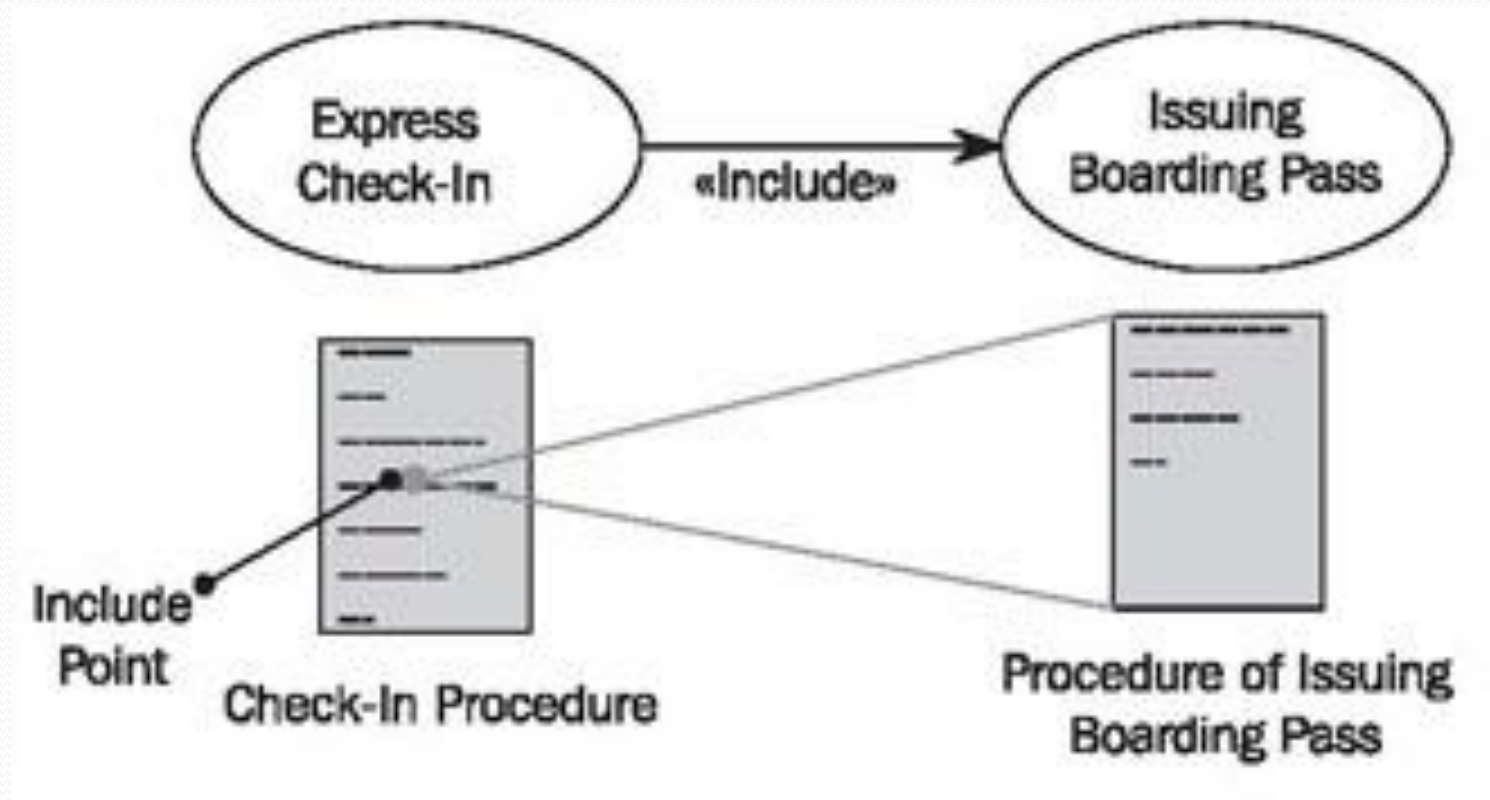 Express
Check-In
«Include»
Issuing
Boarding Pass
Include
Point
Check-In Procedure
Procedure of Issuing
Boarding Pass